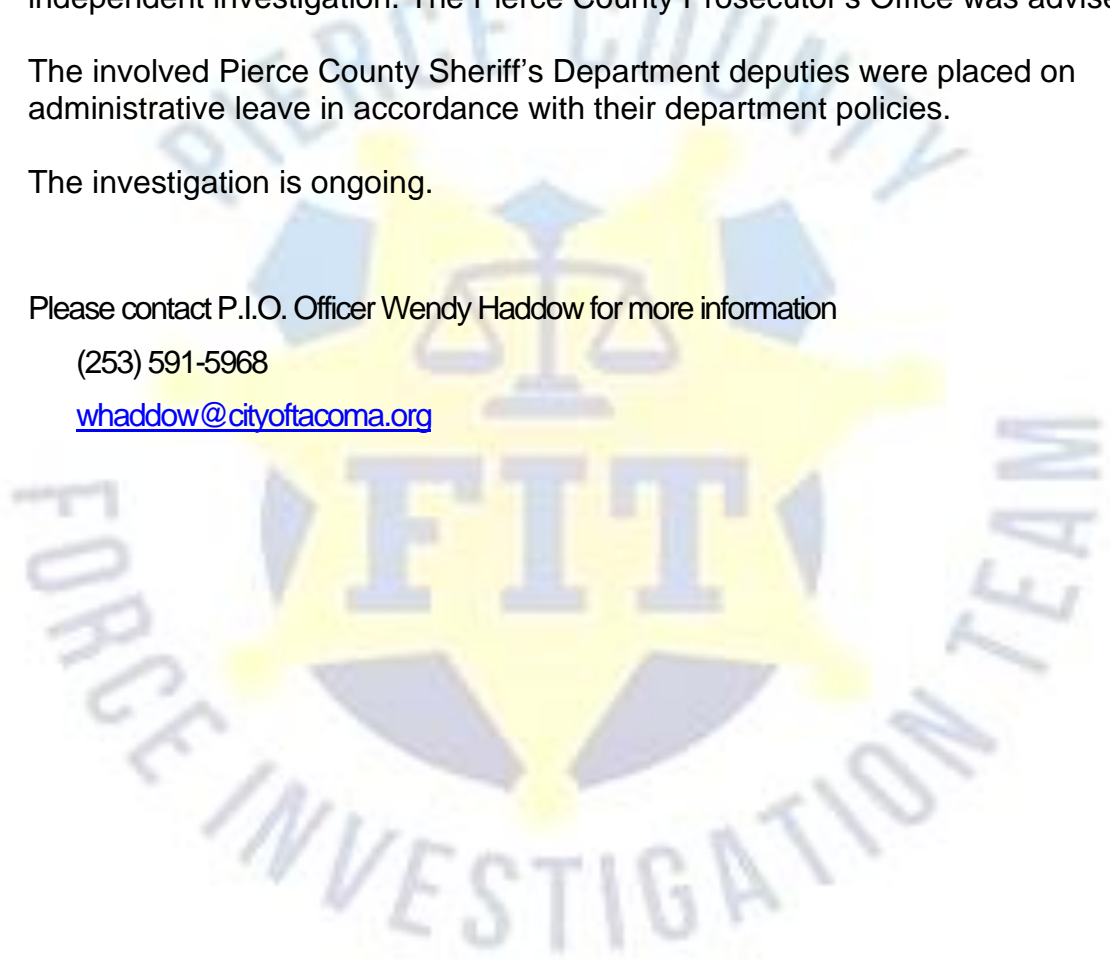 independent investigation. The Pierce County Prosecutor's Office was advise
The involved Pierce County Sheriff's Department deputies were placed on
administrative leave in accordance with their department policies.
The investigation is ongoing.
Please contact P.I.O. Officer Wendy Haddow for more information
(253) 591-5968
whaddow@cityoftacoma.org
PIERCE COUNTY
FIT
FORCE INVESTIGATION TEAM